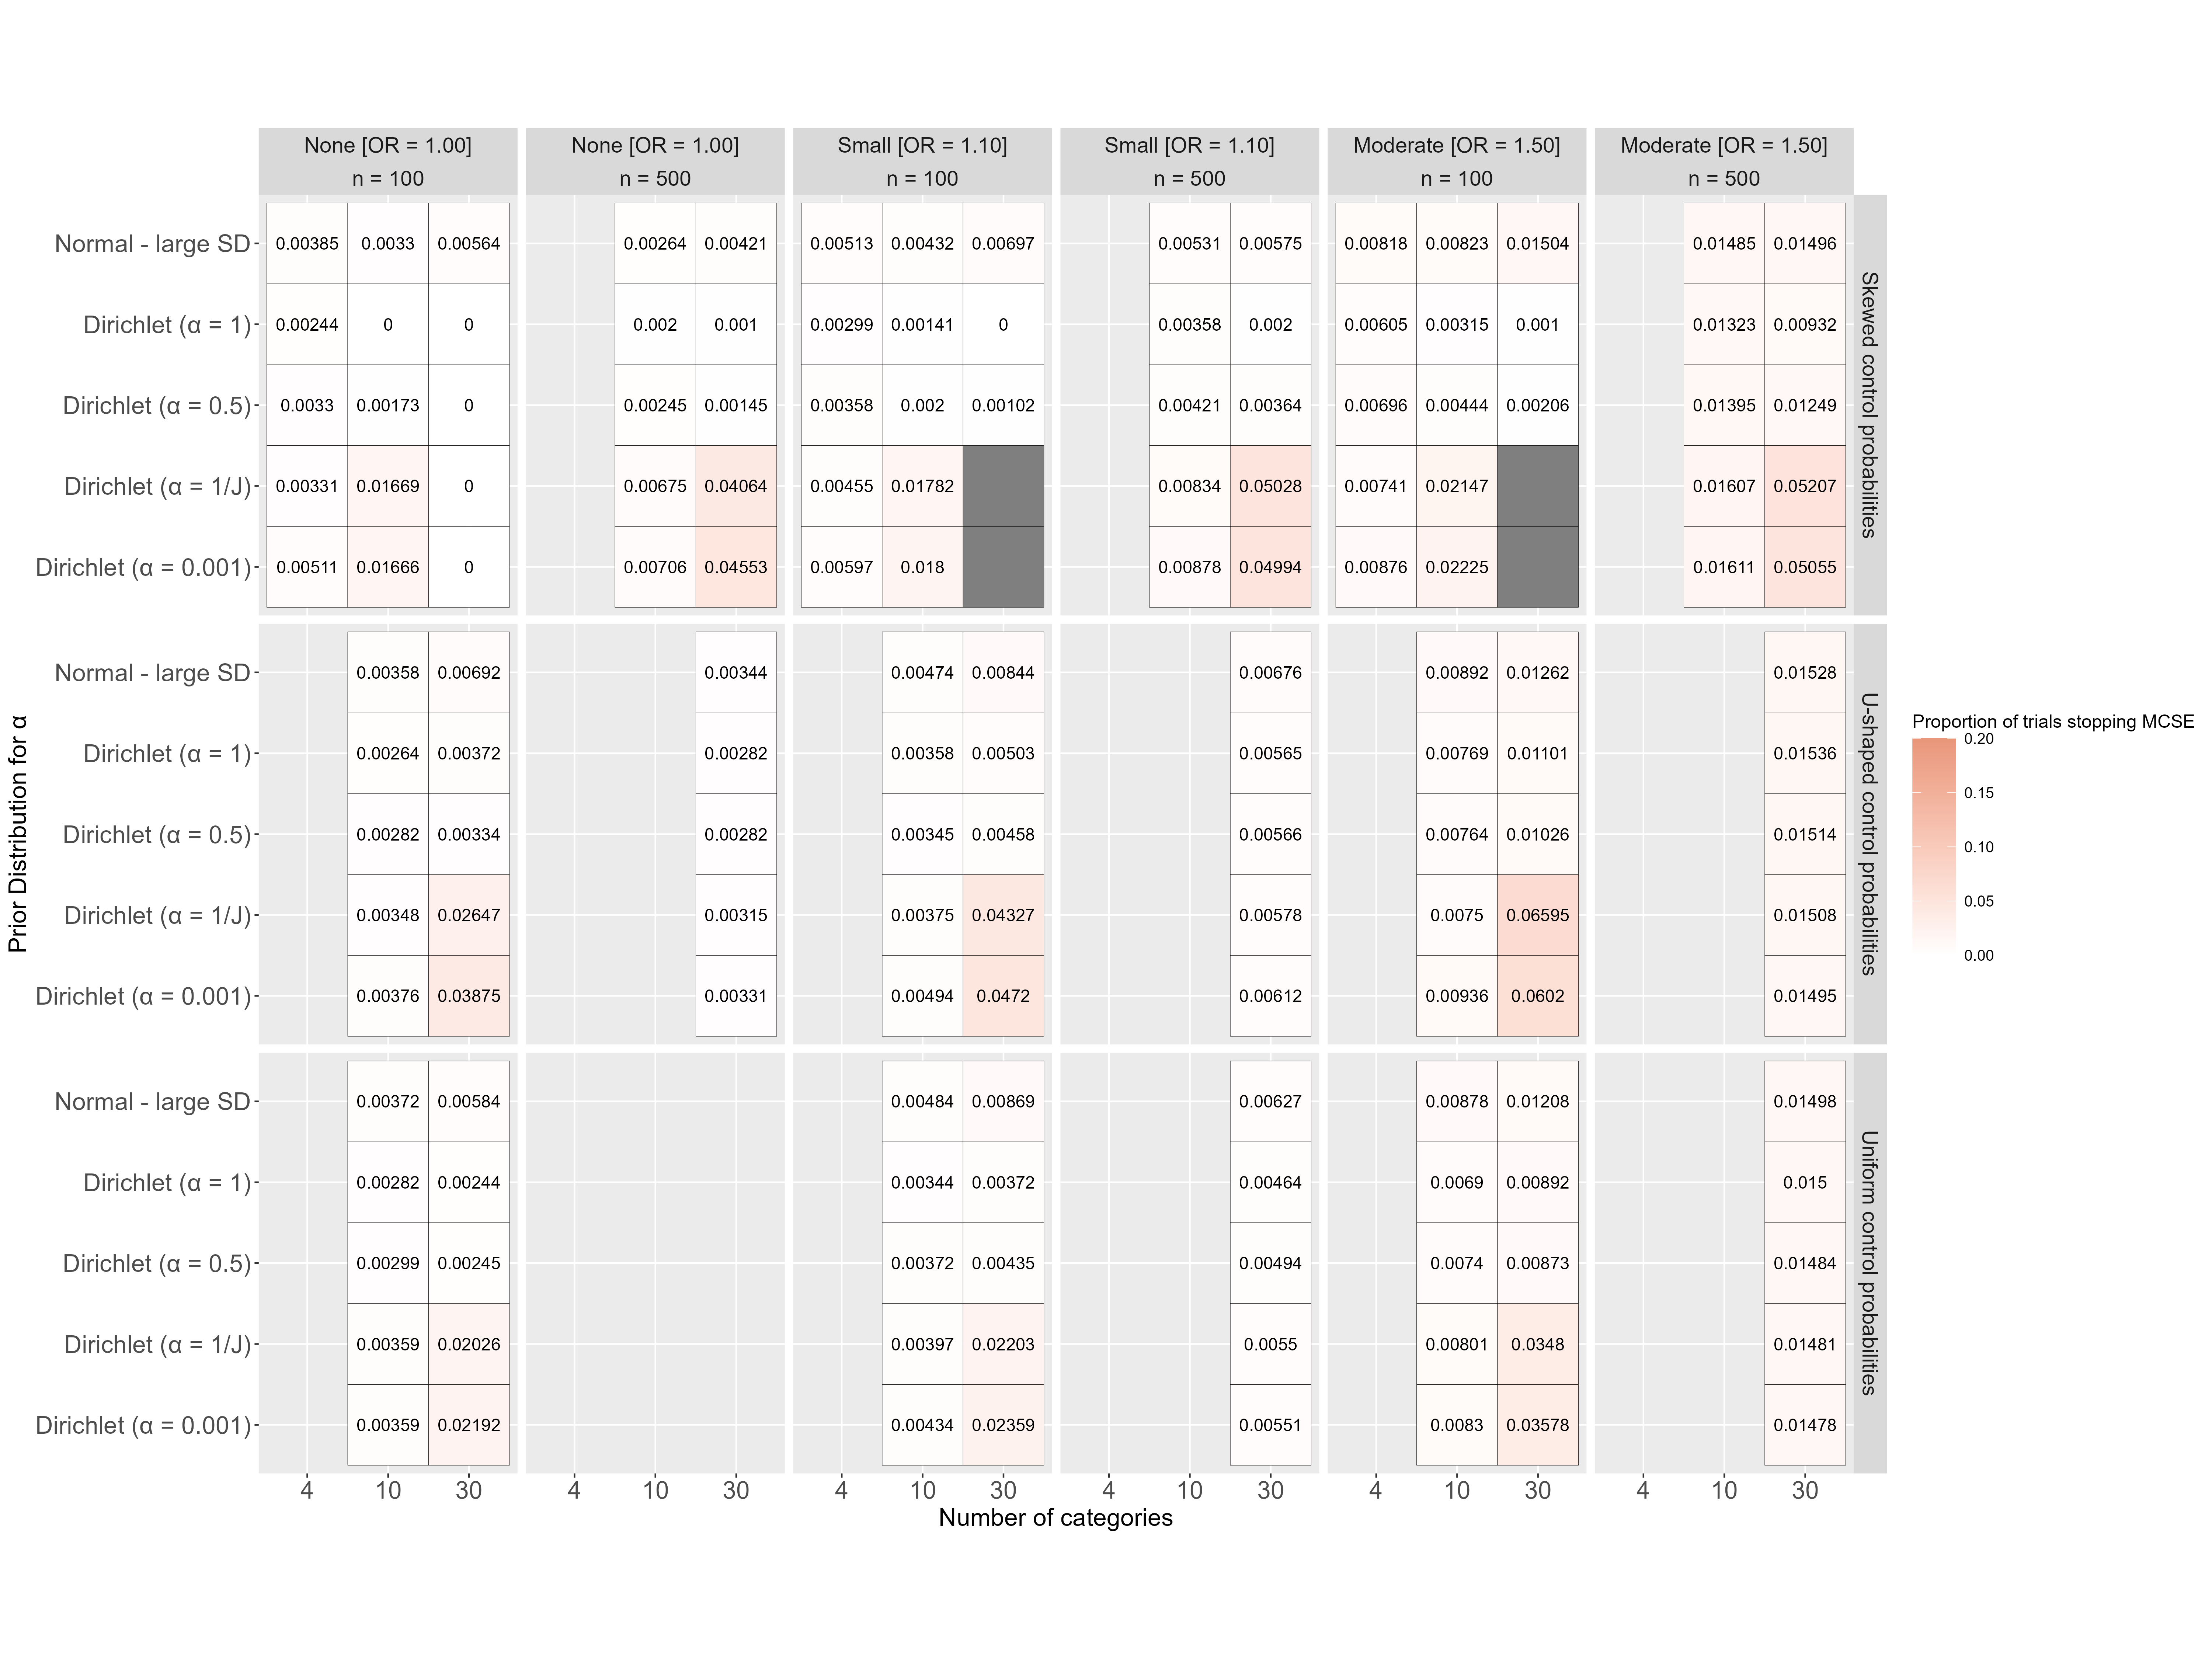 None [OR = 1.00] None [OR = 1.00] Small [OR = 1.10] Small [OR = 1.10] Moderate [OR = 1.50] Moderate [OR = 1.50]
n = 100 n = 500 n = 100 n = 500 n = 100 n = 500
Normal - large SD 0.00385 0.0033 0.00564 0.00264 0.00421 0.00513 0.00432 0.00697 0.00531 0.00575 0.00818 0.00823 0.01504 0.01485 0.01496
Dirichlet (α = 1) 0.00244 0 0 0.002 0.001 0.00299 0.00141 0 0.00358 0.002 0.00605 0.00315 0.001 0.01323 0.00932
Dirichlet (α = 0.5) 0.0033 0.00173 0 0.00245 0.00145 0.00358 0.002 0.00102 0.00421 0.00364 0.00696 0.00444 0.00206 0.01395 0.01249
Dirichlet (α = 1/J) 0.00331 0.01669 0 0.00675 0.04064 0.00455 0.01782 0.00834 0.05028 0.00741 0.02147 0.01607 0.05207
Dirichlet (α = 0.001) 0.00511 0.01666 0 0.00706 0.04553 0.00597 0.018 0.00878 0.04994 0.00876 0.02225 0.01611 0.05055
Skewed control probabilities
Normal - large SD 0.00358 0.00692 0.00344 0.00474 0.00844 0.00676 0.00892 0.01262 0.01528
Dirichlet (α = 1) 0.00264 0.00372 0.00282 0.00358 0.00503 0.00565 0.00769 0.01101 0.01536
Dirichlet (α = 0.5) 0.00282 0.00334 0.00282 0.00345 0.00458 0.00566 0.00764 0.01026 0.01514
Dirichlet (α = 1/J) 0.00348 0.02647 0.00315 0.00375 0.04327 0.00578 0.0075 0.06595 0.01508
Dirichlet (α = 0.001) 0.00376 0.03875 0.00331 0.00494 0.0472 0.00612 0.00936 0.0602 0.01495
U-shaped control probabilities
Normal - large SD 0.00372 0.00584 0.00484 0.00869 0.00627 0.00878 0.01208 0.01498
Dirichlet (α = 1) 0.00282 0.00244 0.00344 0.00372 0.00464 0.0069 0.00892 0.015
Dirichlet (α = 0.5) 0.00299 0.00245 0.00372 0.00435 0.00494 0.0074 0.00873 0.01484
Dirichlet (α = 1/J) 0.00359 0.02026 0.00397 0.02203 0.0055 0.00801 0.0348 0.01481
Dirichlet (α = 0.001) 0.00359 0.02192 0.00434 0.02359 0.00551 0.0083 0.03578 0.01478
Uniform control probabilities
4 10 30 4 10 30 4 10 30 4 10 30 4 10 30 4 10 30
Number of categories
Prior Distribution for α
Proportion of trials stopping MCSE
0.20
0.15
0.10
0.05
0.00